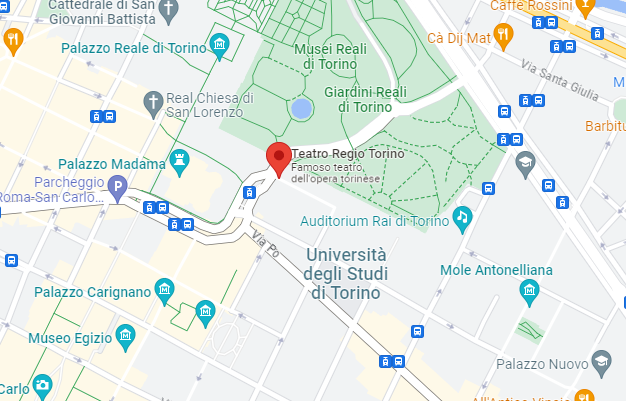 Cattedrale di San
Giovanni Battista
Caffè Rossini
Cà Dij Mat
Palazzo Reale di Torino
Musei Reali
di Torino
Via Santa Giulia
Giardini Reali
di Torino
Real Chiesa di
San Lorenzo
M
Barbitu
Teatro Regio Torino
Famoso teatro
dell'opera torinese
Palazzo Madama
Parcheggio
Roma-San Carlo...
P
Auditorium Rai di Torino
Via Po
Università
degli Studi
di Torino
Mole Antonelliana
Palazzo Carignano
Museo Egizio
Palazzo Nuovo
Carlo
All'Antico Vinaio